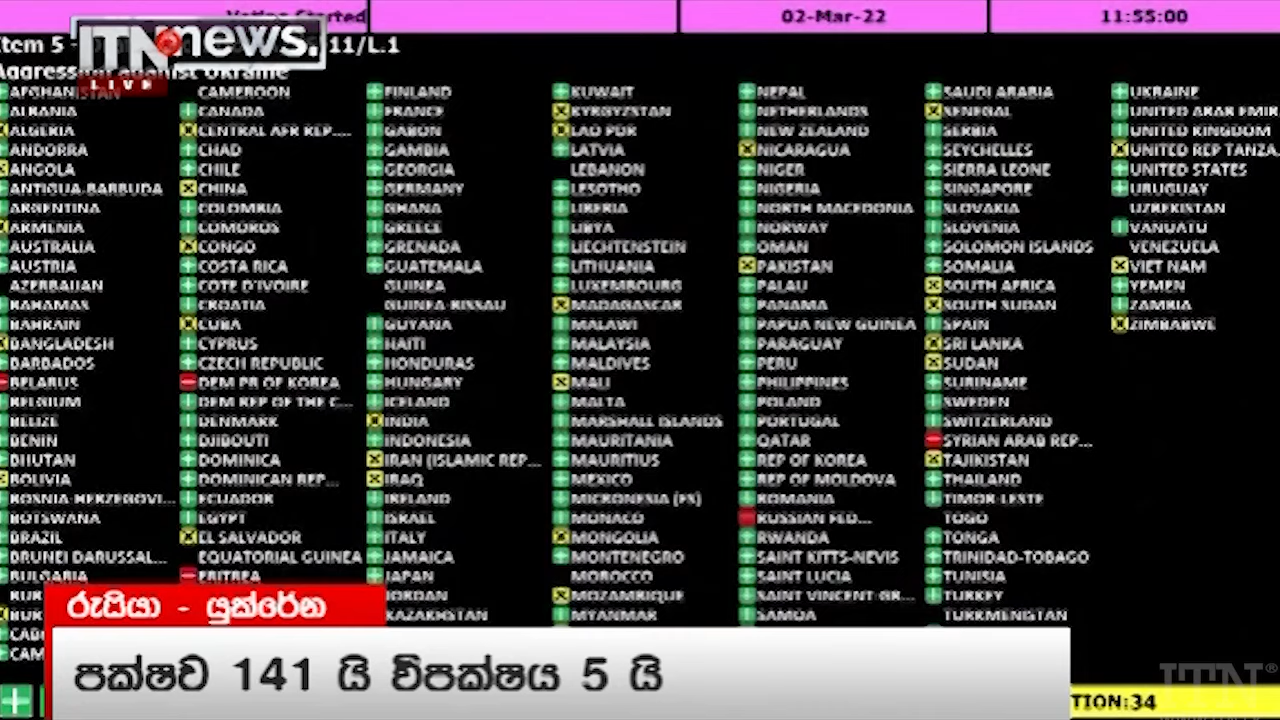 Voting Started 02-Mar-22 11:55:00
ITN news.
LIVE
Item 5 - 11/L.1
Aggression against Ukraine
AFGHANISTAN CAMEROON FINLAND KUWAIT NEPAL SAUDI ARABIA UKRAINE
ALBANIA CANADA FRANCE KYRGYZSTAN NETHERLANDS SENEGAL UNITED ARAB EMIR
ALGERIA CENTRAL AFR REP.... GABON LAO PDR NEW ZEALAND SERBIA UNITED KINGDOM
ANDORRA CHAD GAMBIA LATVIA NICARAGUA SEYCHELLES UNITED REP TANZA.
ANGOLA CHILE GEORGIA LEBANON NIGER SIERRA LEONE UNITED STATES
ANTIGUA-BARBUDA CHINA GERMANY LESOTHO NIGERIA SINGAPORE URUGUAY
ARGENTINA COLOMBIA GHANA LIBERIA NORTH MACEDONIA SLOVAKIA UZBEKISTAN
ARMENIA COMOROS GREECE LIBYA NORWAY SLOVENIA VANUATU
AUSTRALIA CONGO GRENADA LIECHTENSTEIN OMAN SOLOMON ISLANDS VENEZUELA
AUSTRIA COSTA RICA GUATEMALA LITHUANIA PAKISTAN SOMALIA VIET NAM
AZERBAIJAN COTE D'IVOIRE GUINEA LUXEMBOURG PALAU SOUTH AFRICA YEMEN
BAHAMAS CROATIA GUINEA-BISSAU MADAGASCAR PANAMA SOUTH SUDAN ZAMBIA
BAHRAIN CUBA GUYANA MALAWI PAPUA NEW GUINEA SPAIN ZIMBABWE
BANGLADESH CYPRUS HAITI MALAYSIA PARAGUAY SRI LANKA
BARBADOS CZECH REPUBLIC HONDURAS MALDIVES PERU SUDAN
BELARUS DEM PR OF KOREA HUNGARY MALI PHILIPPINES SURINAME
BELGIUM DEM REP OF THE C... ICELAND MALTA POLAND SWEDEN
BELIZE DENMARK INDIA MARSHALL ISLANDS PORTUGAL SWITZERLAND
BENIN DJIBOUTI INDONESIA MAURITANIA QATAR SYRIAN ARAB REP...
BHUTAN DOMINICA IRAN (ISLAMIC REP... MAURITIUS REP OF KOREA TAJIKISTAN
BOLIVIA DOMINICAN REP... IRAQ MEXICO REP OF MOLDOVA THAILAND
BOSNIA-HERZEGOVI... ECUADOR IRELAND MICRONESIA (FS) ROMANIA TIMOR-LESTE
BOTSWANA EGYPT ISRAEL MONACO RUSSIAN FED... TOGO
BRAZIL EL SALVADOR ITALY MONGOLIA RWANDA TONGA
BRUNEI DARUSSAL... EQUATORIAL GUINEA JAMAICA MONTENEGRO SAINT KITTS-NEVIS TRINIDAD-TOBAGO
BULGARIA ERITREA JAPAN MOROCCO SAINT LUCIA TUNISIA
BUR JORDAN MOZAMBIQUE SAINT VINCENT-GR... TURKEY
BUR KAZAKHSTAN MYANMAR SAMOA TURKMENISTAN
CAB
CAM
රුසියා - යුක්රේන
පක්ෂව 141 යි විපක්ෂය 5 යි
TION:34
ITN®